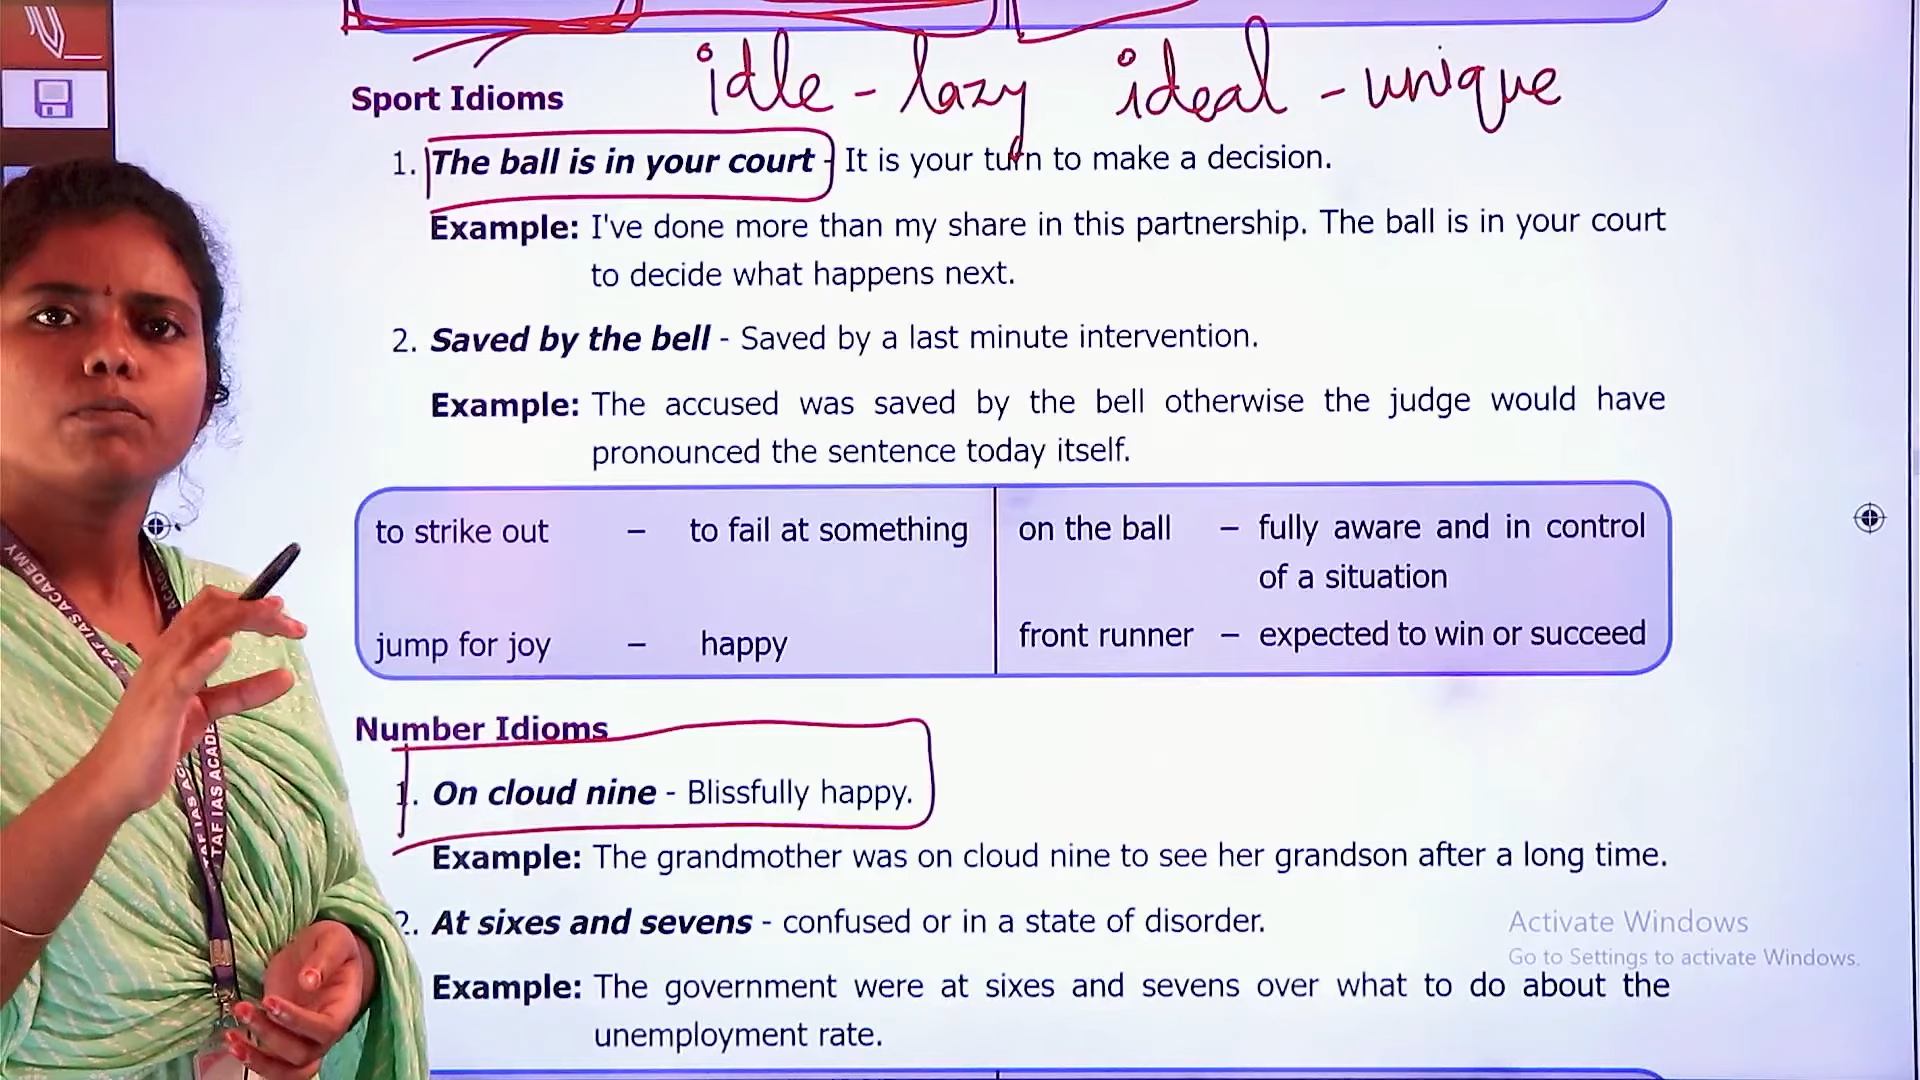 idle - lazy ideal - unique
Sport Idioms
1. The ball is in your court - It is your turn to make a decision.
Example: I've done more than my share in this partnership. The ball is in your court
to decide what happens next.
2. Saved by the bell - Saved by a last minute intervention.
Example: The accused was saved by the bell otherwise the judge would have
pronounced the sentence today itself.
to strike out – to fail at something
on the ball – fully aware and in control
of a situation
jump for joy – happy
front runner – expected to win or succeed
Number Idioms
1. On cloud nine - Blissfully happy.
Example: The grandmother was on cloud nine to see her grandson after a long time.
2. At sixes and sevens - confused or in a state of disorder.
Example: The government were at sixes and sevens over what to do about the
unemployment rate.
Activate Windows
Go to Settings to activate Windows.
TAF IAS ACADEMY